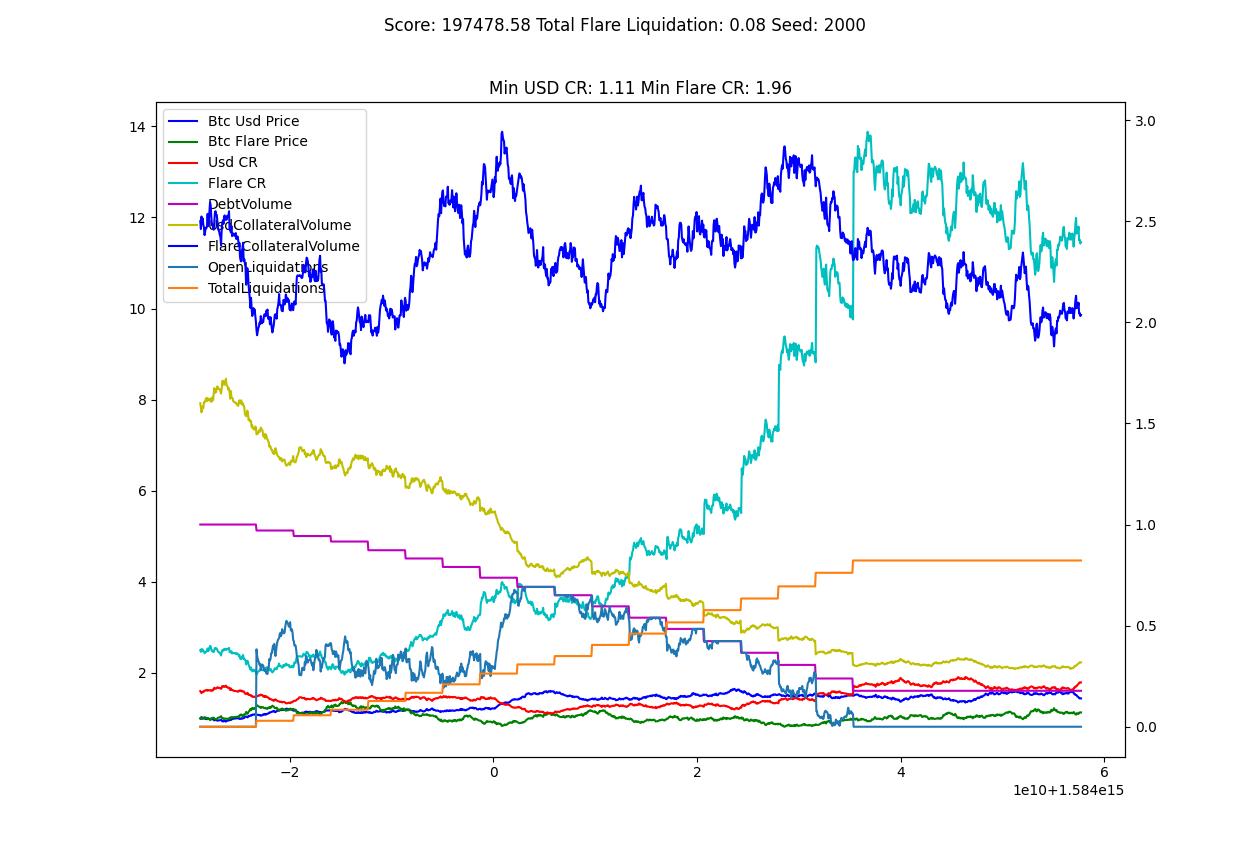 Score: 197478.58 Total Flare Liquidation: 0.08 Seed: 2000
Min USD CR: 1.11 Min Flare CR: 1.96
Btc Usd Price
Btc Flare Price
Usd CR
Flare CR
DebtVolume
UsdCollateralVolume
FlareCollateralVolume
OpenLiquidations
TotalLiquidations
14
12
10
8
6
4
2
3.0
2.5
2.0
1.5
1.0
0.5
0.0
−2
0
2
4
6
1e10+1.584e15